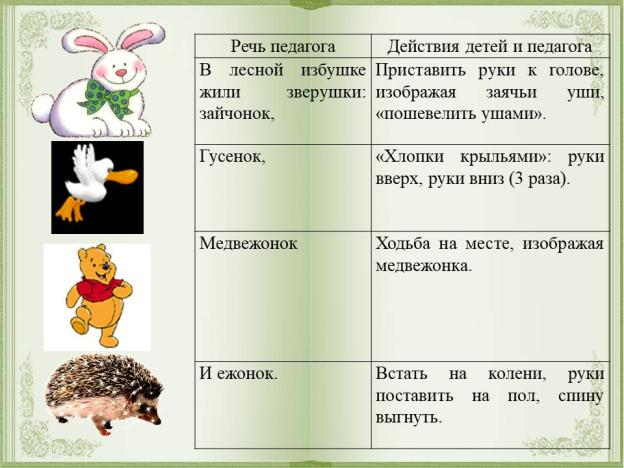 Речь педагога
Действия детей и педагога
В лесной избушке
жили зверушки:
зайчонок,
Приставить руки к голове,
изображая заячьи уши,
«пошевелить ушами».
Гусенок,
«Хлопки крыльями»: руки
вверх, руки вниз (3 раза).
Медвежонок
Ходьба на месте, изображая
медвежонка.
И ежонок.
Встать на колени, руки
поставить на пол, спину
выгнуть.